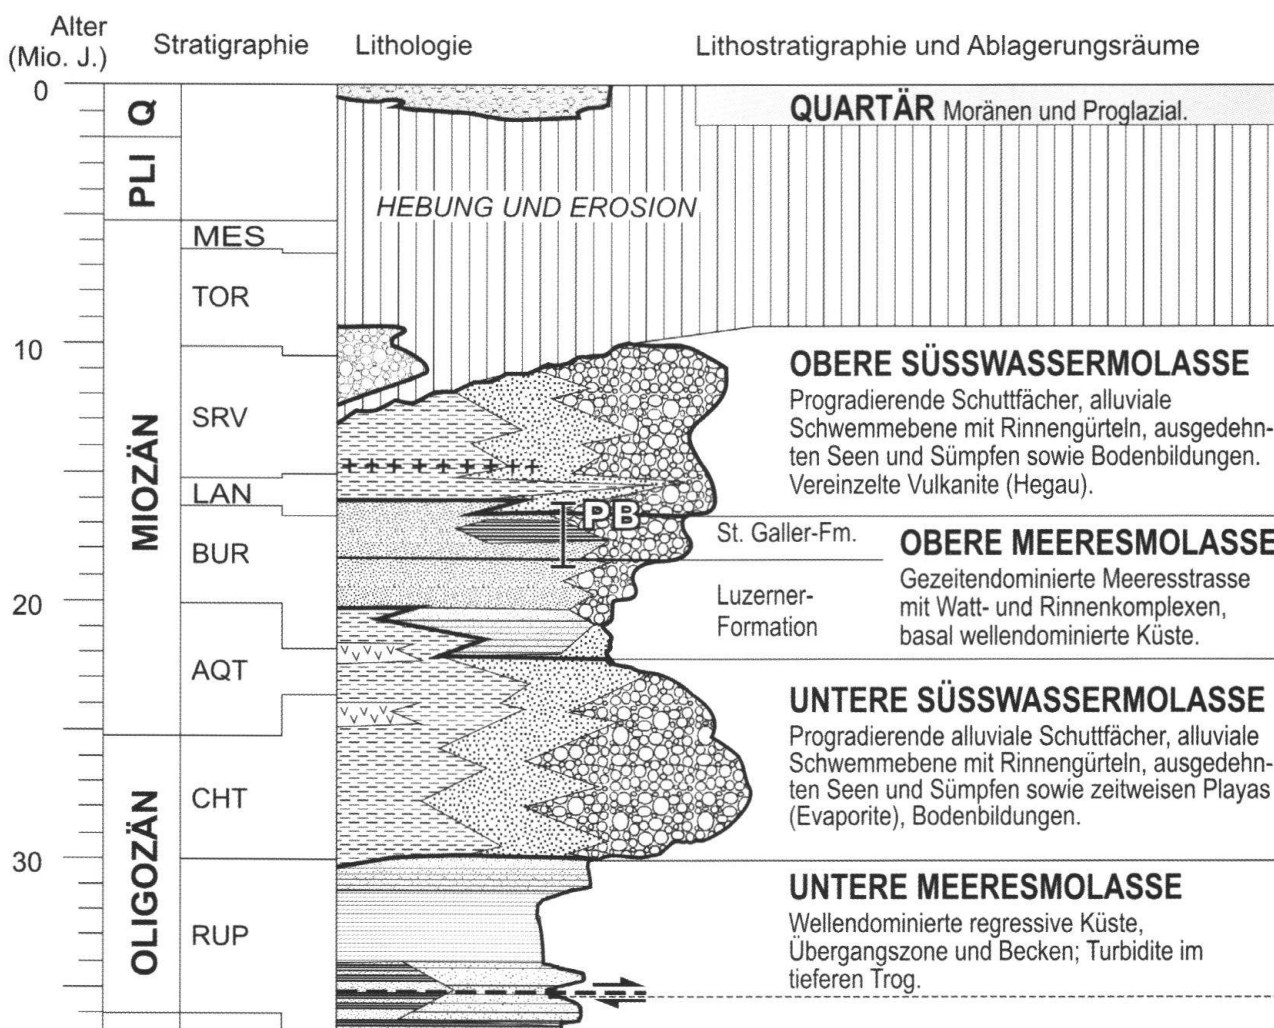 Alter
(Mio. J.)
Stratigraphie
Lithologie
Lithostratigraphie und Ablagerungsräume
0
10
20
30
Q
PLI
MIOZÄN
OLIGOZÄN
MES
TOR
SRV
LAN
BUR
AQT
CHT
RUP
HEBUNG UND EROSION
PB
QUARTÄR Moränen und Proglazial.
OBERE SÜSSWASSERMOLASSE
Progradierende Schuttfächer, alluviale
Schwemmebene mit Rinnengürteln, ausgedehn-
ten Seen und Sümpfen sowie Bodenbildungen.
Vereinzelte Vulkanite (Hegau).
St. Galler-Fm.
Luzerner-
Formation
OBERE MEERESMOLASSE
Gezeitendominierte Meeresstrasse
mit Watt- und Rinnenkomplexen,
basal wellendominierte Küste.
UNTERE SÜSSWASSERMOLASSE
Progradierende alluviale Schuttfächer, alluviale
Schwemmebene mit Rinnengürteln, ausgedehn-
ten Seen und Sümpfen sowie zeitweisen Playas
(Evaporite), Bodenbildungen.
UNTERE MEERESMOLASSE
Wellendominierte regressive Küste,
Übergangszone und Becken; Turbidite im
tieferen Trog.